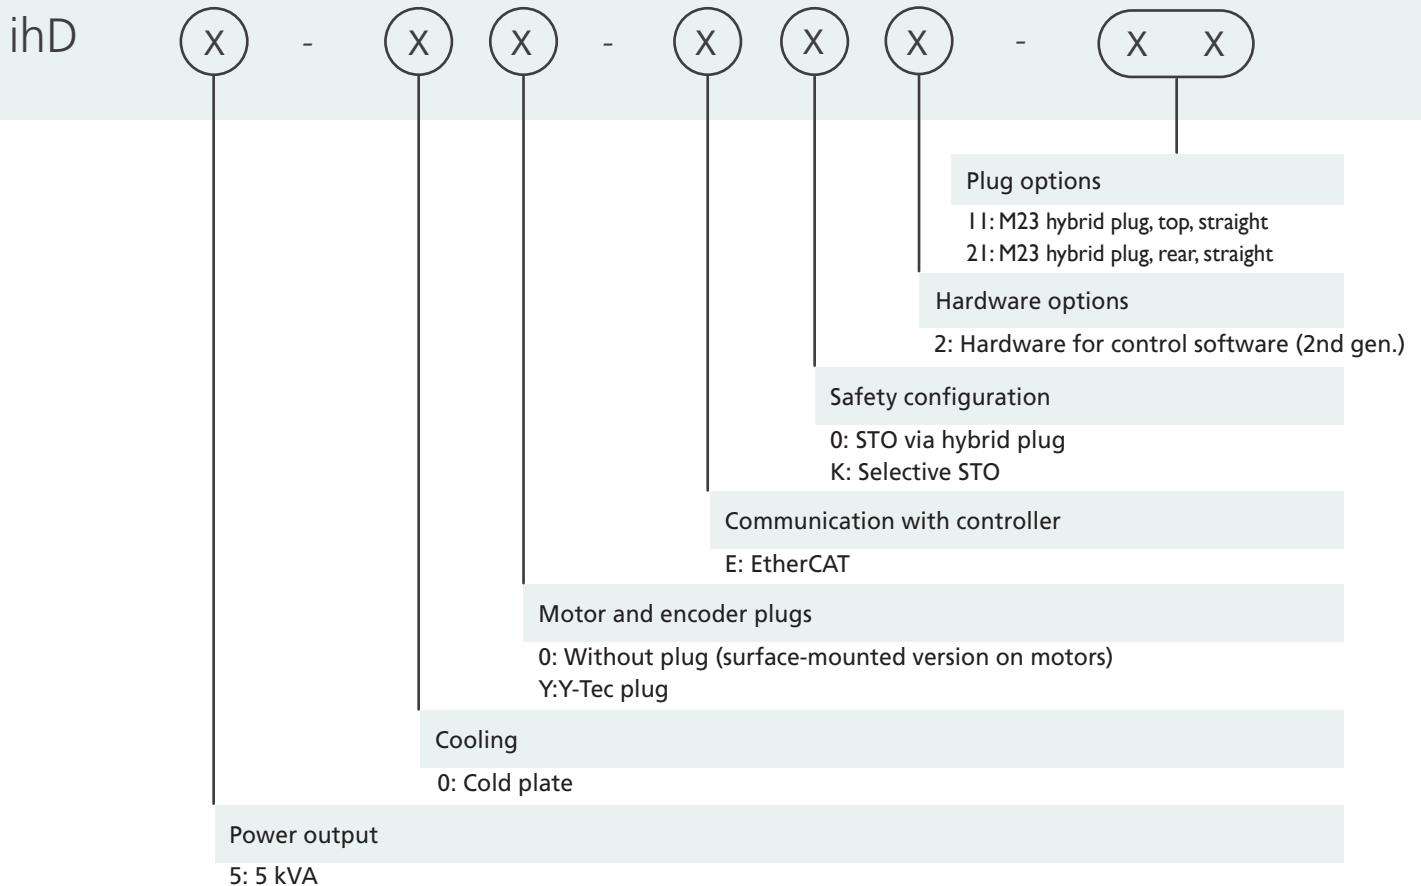 ihD X - X X - X X X - X X
Plug options
11: M23 hybrid plug, top, straight
21: M23 hybrid plug, rear, straight
Hardware options
2: Hardware for control software (2nd gen.)
Safety configuration
0: STO via hybrid plug
K: Selective STO
Communication with controller
E: EtherCAT
Motor and encoder plugs
0: Without plug (surface-mounted version on motors)
Y:Y-Tec plug
Cooling
0: Cold plate
Power output
5: 5 kVA